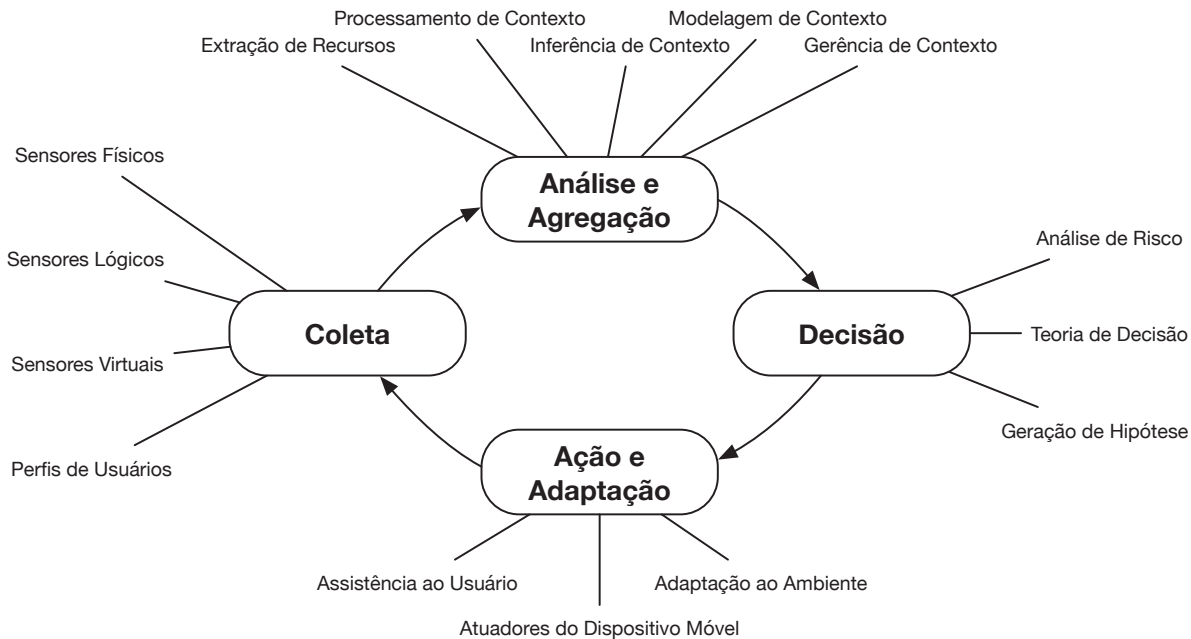 Processamento de Contexto
Modelagem de Contexto
Extração de Recursos
Inferência de Contexto
Gerência de Contexto
Análise e
Agregação
Sensores Físicos
Sensores Lógicos
Sensores Virtuais
Perfis de Usuários
Coleta
Decisão
Análise de Risco
Teoria de Decisão
Geração de Hipótese
Ação e
Adaptação
Assistência ao Usuário
Adaptação ao Ambiente
Atuadores do Dispositivo Móvel